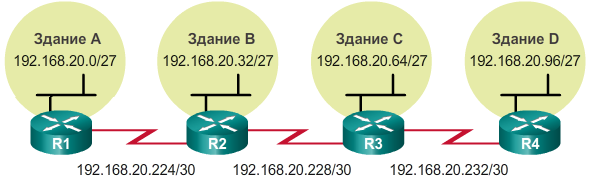 Здание A
192.168.20.0/27
Здание B
192.168.20.32/27
Здание C
192.168.20.64/27
Здание D
192.168.20.96/27
R1
R2
R3
R4
192.168.20.224/30
192.168.20.228/30
192.168.20.232/30